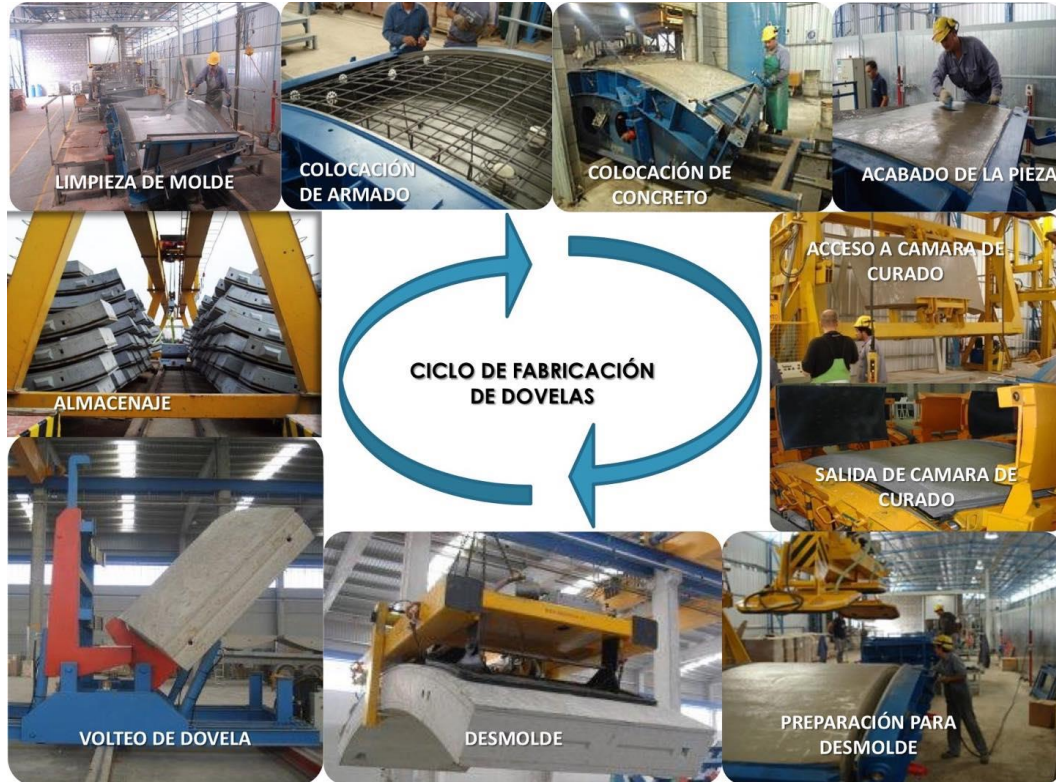 LIMPIEZA DE MOLDE
COLOCACIÓN
DE ARMADO
COLOCACIÓN DE
CONCRETO
ACABADO DE LA PIEZA
ACCESO A CAMARA DE
CURADO
SALIDA DE CAMARA DE
CURADO
PREPARACIÓN PARA
DESMOLDE
DESMOLDE
VOLTEO DE DOVELA
ALMACENAJE
CICLO DE FABRICACIÓN
DE DOVELAS